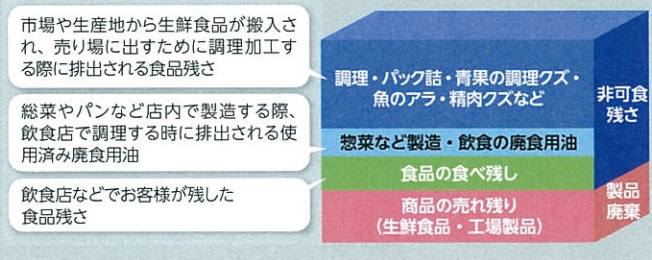 市場や生産地から生鮮食品が搬入さ
れ、売り場に出すために調理加工す
る際に排出される食品残さ
総菜やパンなど店内で製造する際、
飲食店で調理する時に排出される使
用済み廃食用油
飲食店などでお客様が残した
食品残さ
調理・パック詰・青果の調理クズ・
魚のアラ・精肉クズなど
惣菜など製造・飲食の廃食用油
食品の食べ残し
商品の売れ残り
(生鮮食品・工場製品)
非可食
残さ
製品
廃棄